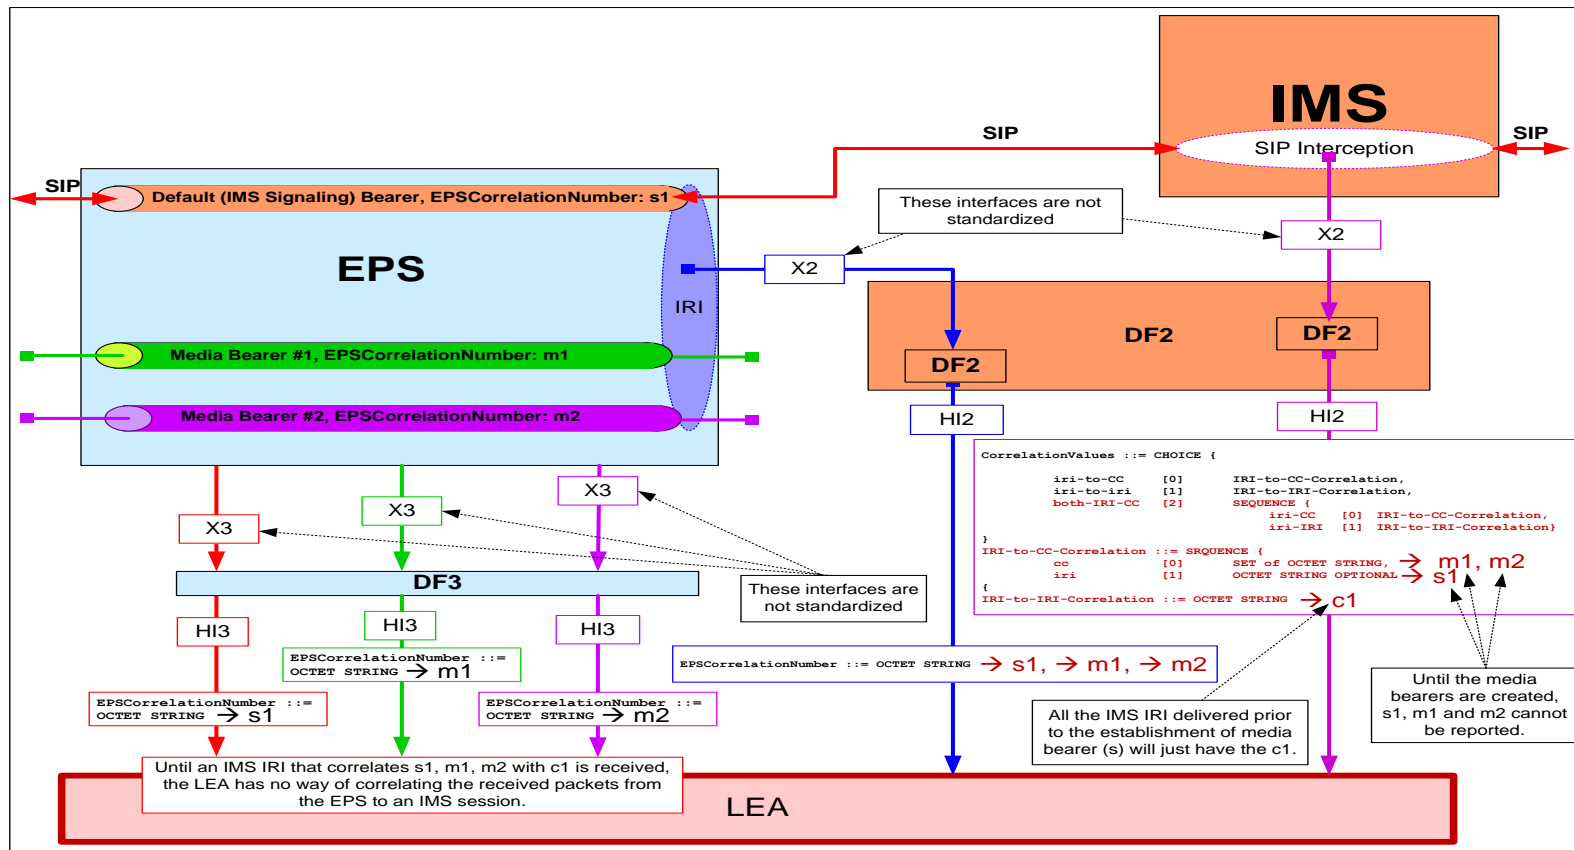 IMS
SIP
SIP
SIP Interception
SIP
Default (IMS Signaling) Bearer, EPSCorrelationNumber: s1
These interfaces are not
standardized
X2
EPS
X2
IRI
DF2
DF2
Media Bearer #1, EPSCorrelationNumber: m1
DF2
Media Bearer #2, EPSCorrelationNumber: m2
HI2
HI2
CorrelationValues ::= CHOICE {
iri-to-CC [0] IRI-to-CC-Correlation,
iri-to-iri [1] IRI-to-IRI-Correlation,
both-IRI-CC [2] SEQUENCE {
iri-CC [0] IRI-to-CC-Correlation,
iri-IRI [1] IRI-to-IRI-Correlation}
}
IRI-to-CC-Correlation ::= SRQUENCE {
cc [0] SET of OCTET STRING, → m1, m2
iri [1] OCTET STRING OPTIONAL → s1
{
IRI-to-IRI-Correlation ::= OCTET STRING → c1
X3
X3
X3
DF3
These interfaces are
not standardized
HI3
HI3
HI3
EPSCorrelationNumber ::=
OCTET STRING → m1
EPSCorrelationNumber ::= OCTET STRING → s1, → m1, → m2
EPSCorrelationNumber ::=
OCTET STRING → s1
EPSCorrelationNumber ::=
OCTET STRING → m2
All the IMS IRI delivered prior
to the establishment of media
bearer (s) will just have the c1.
Until the media
bearers are created,
s1, m1 and m2 cannot
be reported.
Until an IMS IRI that correlates s1, m1, m2 with c1 is received,
the LEA has no way of correlating the received packets from
the EPS to an IMS session.
LEA